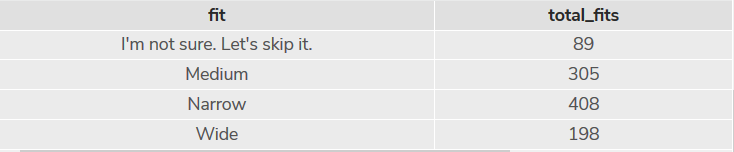 fit total_fits
I'm not sure. Let's skip it. 89
Medium 305
Narrow 408
Wide 198